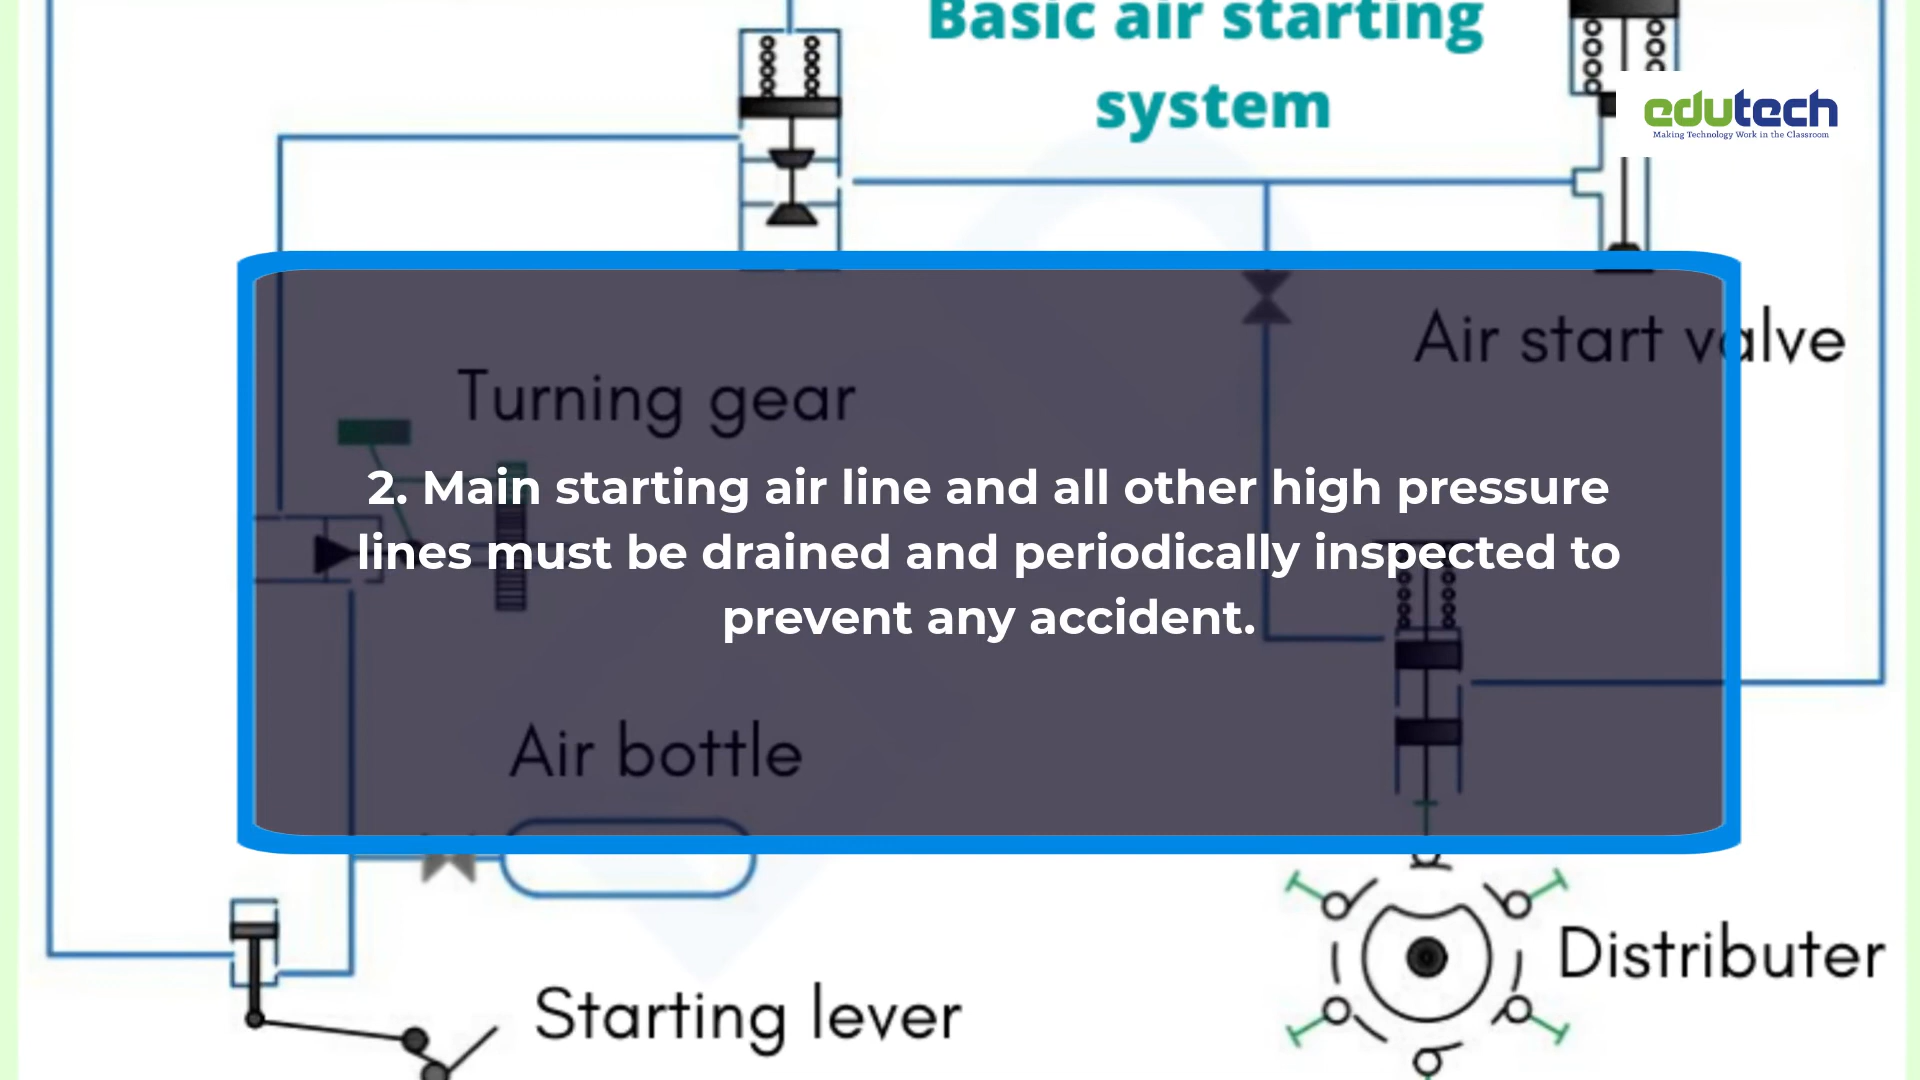 Basic air starting
system
edutech
Making Technology Work in the Classroom
Air start valve
Turning gear
2. Main starting air line and all other high pressure
lines must be drained and periodically inspected to
prevent any accident.
Air bottle
Distributer
Starting lever